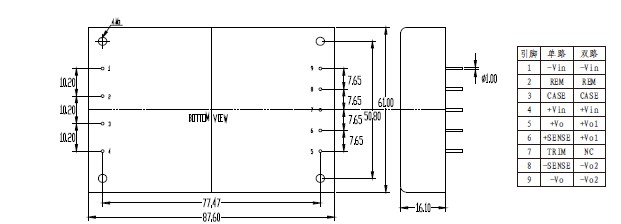 1
2
3
4
9
8
7
6
5
10.20
10.20
10.20
7.65
7.65
7.65
7.65
BOTTOM VIEW
61.00
50.80
77.47
87.60
16.10
Ø1.00
引脚 单路 双路
1 -Vin -Vin
2 REM REM
3 CASE CASE
4 +Vin +Vin
5 +Vo +Vo1
6 +SENSE -Vo1
7 TRIM NC
8 -SENSE -Vo2
9 -Vo -Vo2